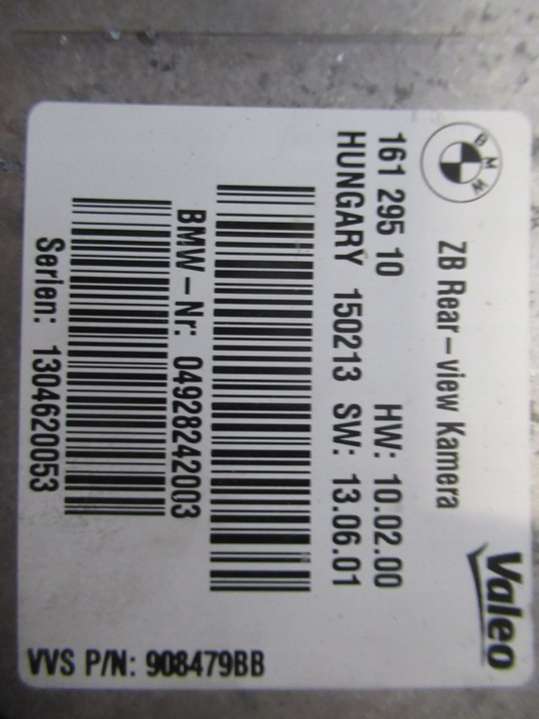 BMW
ZB Rear-view Kamera
Valeo
161 295 10 HW: 10.02.00
HUNGARY 150213 SW: 13.06.01
BMW-Nr: 04928242003
Serien: 1304620053
VVS P/N: 908479BB